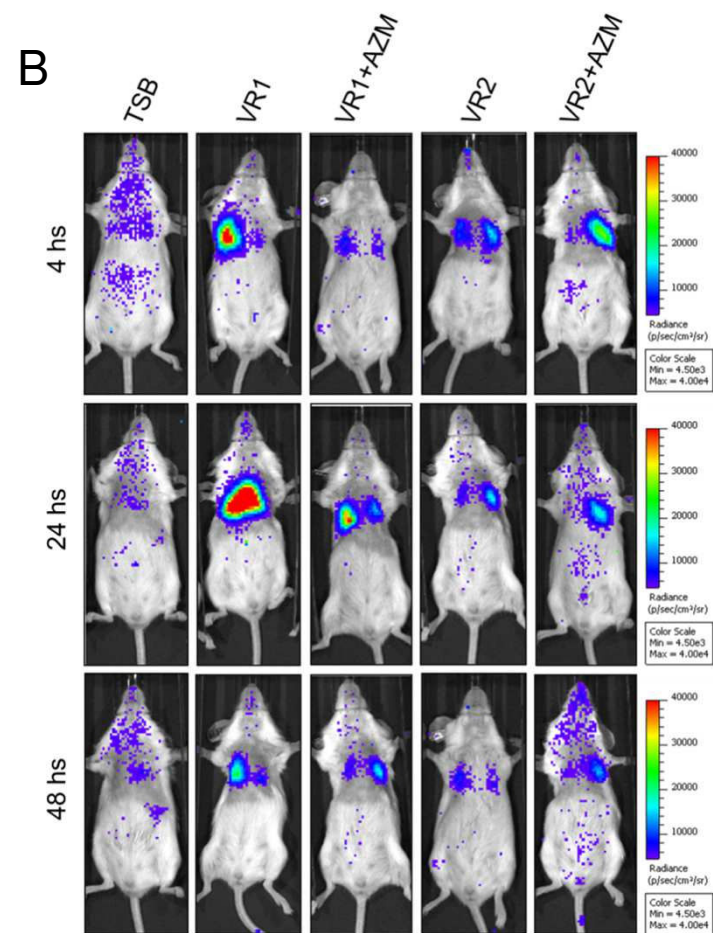 B
TSB
VR1
VR1+AZM
VR2
VR2+AZM
4 hs
40000
30000
20000
10000
Radiance
(p/sec/cm²/sr)
Color Scale
Min = 4.50e3
Max = 4.00e4
24 hs
40000
30000
20000
10000
Radiance
(p/sec/cm²/sr)
Color Scale
Min = 4.50e3
Max = 4.00e4
48 hs
40000
30000
20000
10000
Radiance
(p/sec/cm²/sr)
Color Scale
Min = 4.50e3
Max = 4.00e4